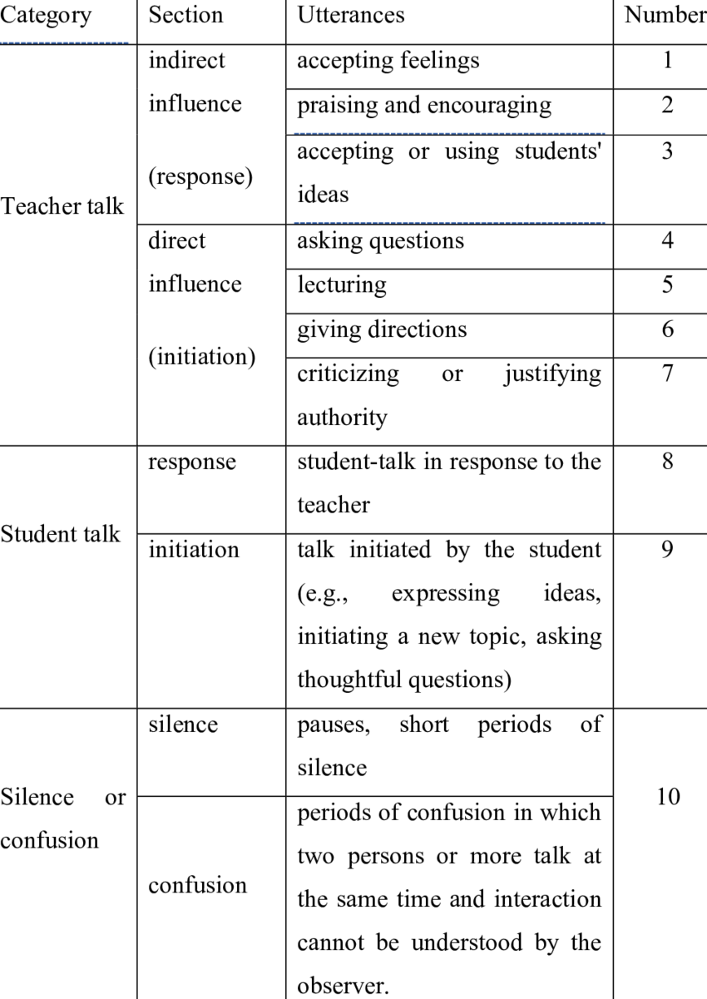 Category Section Utterances Number
indirect influence (response) accepting feelings 1
praising and encouraging 2
accepting or using students' ideas 3
Teacher talk
direct influence (initiation) asking questions 4
lecturing 5
giving directions 6
criticizing or justifying authority 7
Student talk
response student-talk in response to the
teacher 8
initiation talk initiated by the student 9
(e.g., expressing ideas,
initiating a new topic, asking
thoughtful questions)
Silence or
confusion
silence pauses, short periods of
silence
10
confusion
periods of confusion in which
two persons or more talk at
the same time and interaction
cannot be understood by the
observer.